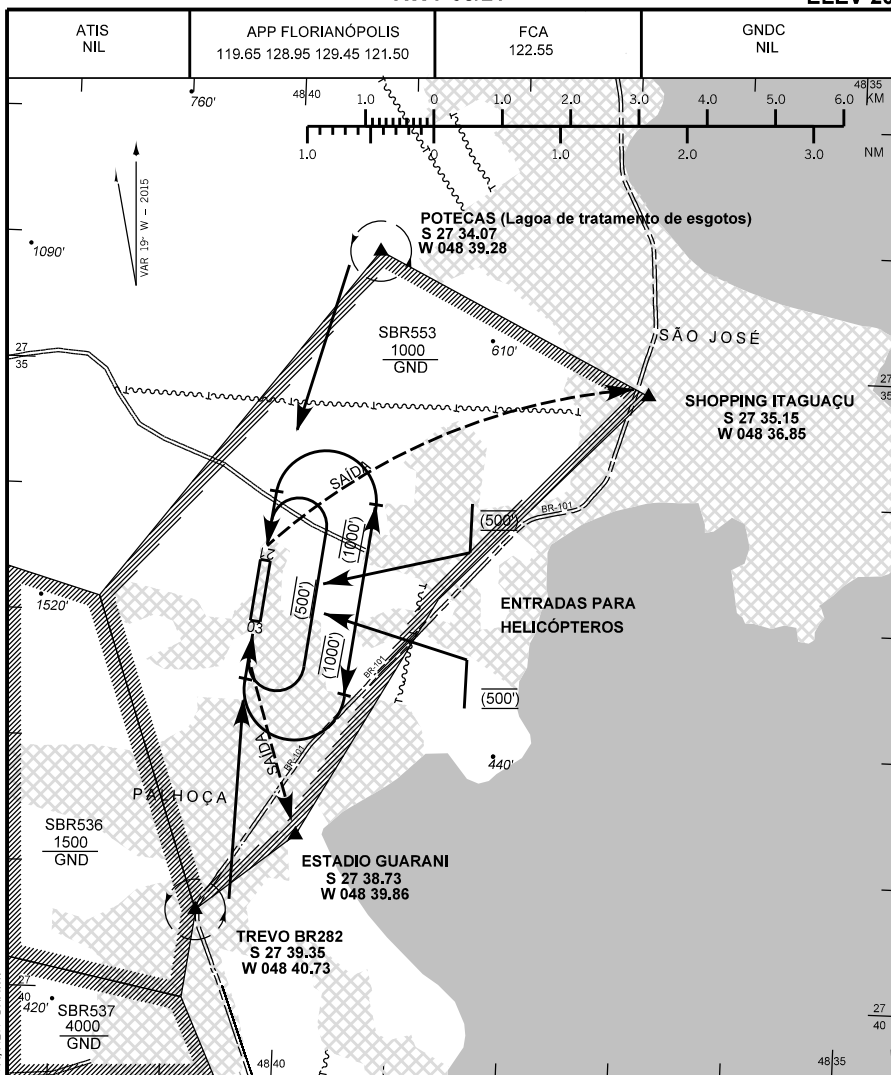 ATIS
NIL
APP FLORIANÓPOLIS
119.65 128.95 129.45 121.50
FCA
122.55
GNDC
NIL
760'
48 40
48 35
1.0 0 1.0 2.0 3.0 4.0 5.0 6.0 KM
1.0 0 1.0 2.0 3.0 NM
VAR 19° W - 2015
1090'
POTECAS (Lagoa de tratamento de esgotos)
S 27 34.07
W 048 39.28
27
35
SBR553
1000
GND
610'
SÃO JOSÉ
27
35
SHOPPING ITAGUAÇU
S 27 35.15
W 048 36.85
SAÍDA
BR-101
(500')
(1000')
21
1520'
(500')
ENTRADAS PARA
HELICÓPTEROS
03
(1000')
BR-101
(500')
SAÍDA
BR-101
440'
PALHOÇA
SBR536
1500
GND
ESTADIO GUARANI
S 27 38.73
W 048 39.86
TREVO BR282
S 27 39.35
W 048 40.73
27
40
420'
SBR537
4000
GND
27
40
48 40
48 35